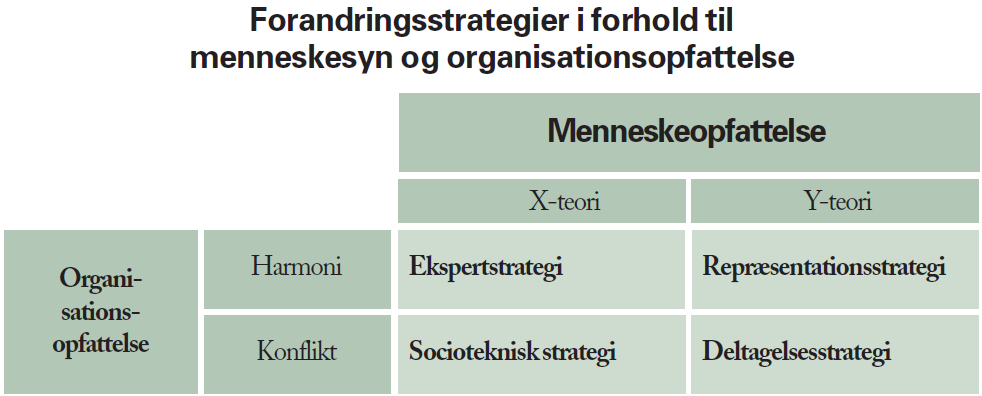 Forandringsstrategier i forhold til
menneskesyn og organisationsopfattelse
Menneskeopfattelse
X-teori
Y-teori
Organi-
sations-
opfattelse
Harmoni
Ekspertstrategi
Repræsentationsstrategi
Konflikt
Socioteknisk strategi
Deltagelsesstrategi